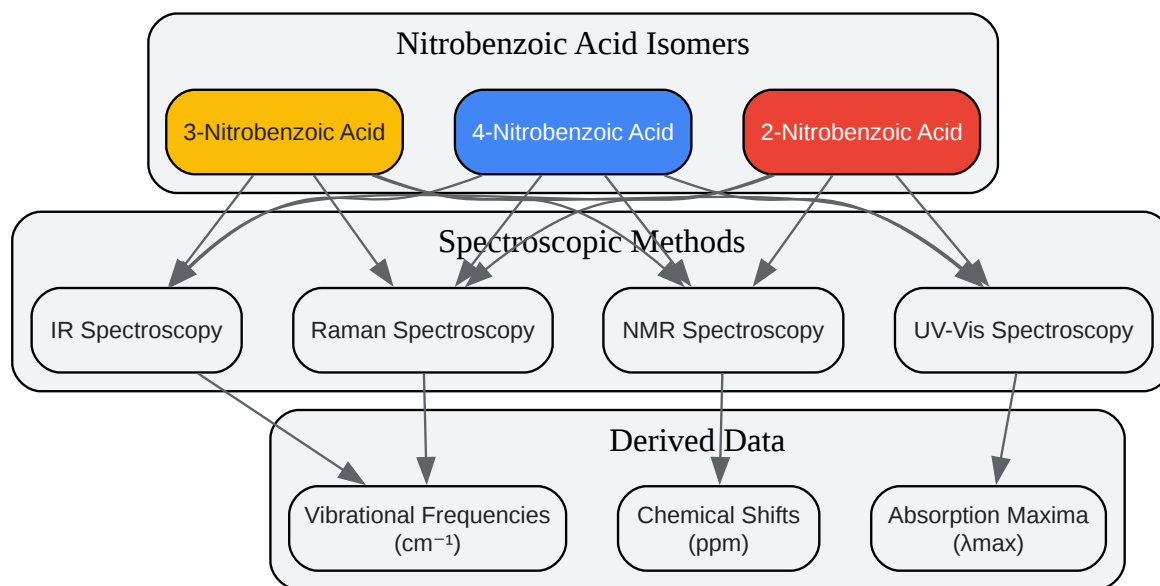 Nitrobenzoic Acid Isomers
3-Nitrobenzoic Acid
4-Nitrobenzoic Acid
2-Nitrobenzoic Acid
Spectroscopic Methods
IR Spectroscopy
Raman Spectroscopy
NMR Spectroscopy
UV-Vis Spectroscopy
Derived Data
Vibrational Frequencies
(cm⁻¹)
Chemical Shifts
(ppm)
Absorption Maxima
(λmax)